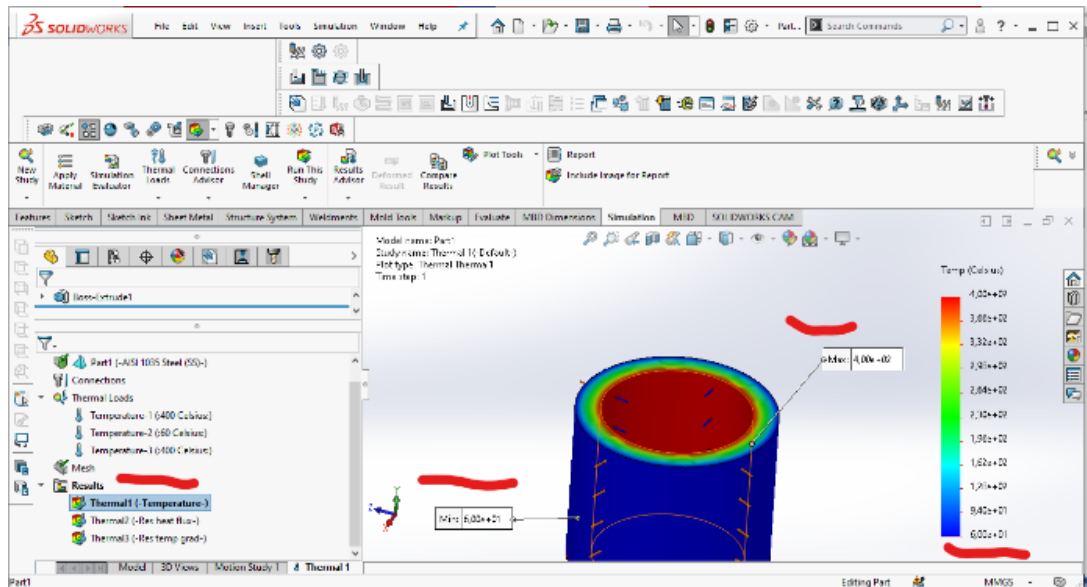 SOLIDWORKS File Edit View Insert Tools Simulation Window Help Part... Search Commands ?
New Study
Apply Material
Simulation Evaluator
Thermal Loads
Connections Advisor
Shell Manager
Run This Study
Results Advisor
Deformed Result
Compare Results
Plot Tools
Report
Include Image for Report
Features Sketch Sketch Ink Sheet Metal Structure System Weldments Mold Tools Markup Evaluate MBD Dimensions Simulation MBD SOLIDWORKS CAM
Boss-Extrude1
Part1 (-AISI 1035 Steel (SS)-)
Connections
Thermal Loads
Temperature-1 (:400 Celsius:)
Temperature-2 (:60 Celsius:)
Temperature-3 (:400 Celsius:)
Mesh
Results
Thermal1 (-Temperature-)
Thermal2 (-Res heat flux-)
Thermal3 (-Res temp grad-)
Model name: Part1
Study name: Thermal 1(-Default-)
Plot type: Thermal Thermal1
Time step: 1
Max: 4,00e+02
Min: 6,00e+01
Temp (Celsius)
4,00e+02
3,66e+02
3,32e+02
2,98e+02
2,64e+02
2,30e+02
1,96e+02
1,62e+02
1,28e+02
9,40e+01
6,00e+01
Model 3D Views Motion Study 1 Thermal 1
Part1 Editing Part MMGS